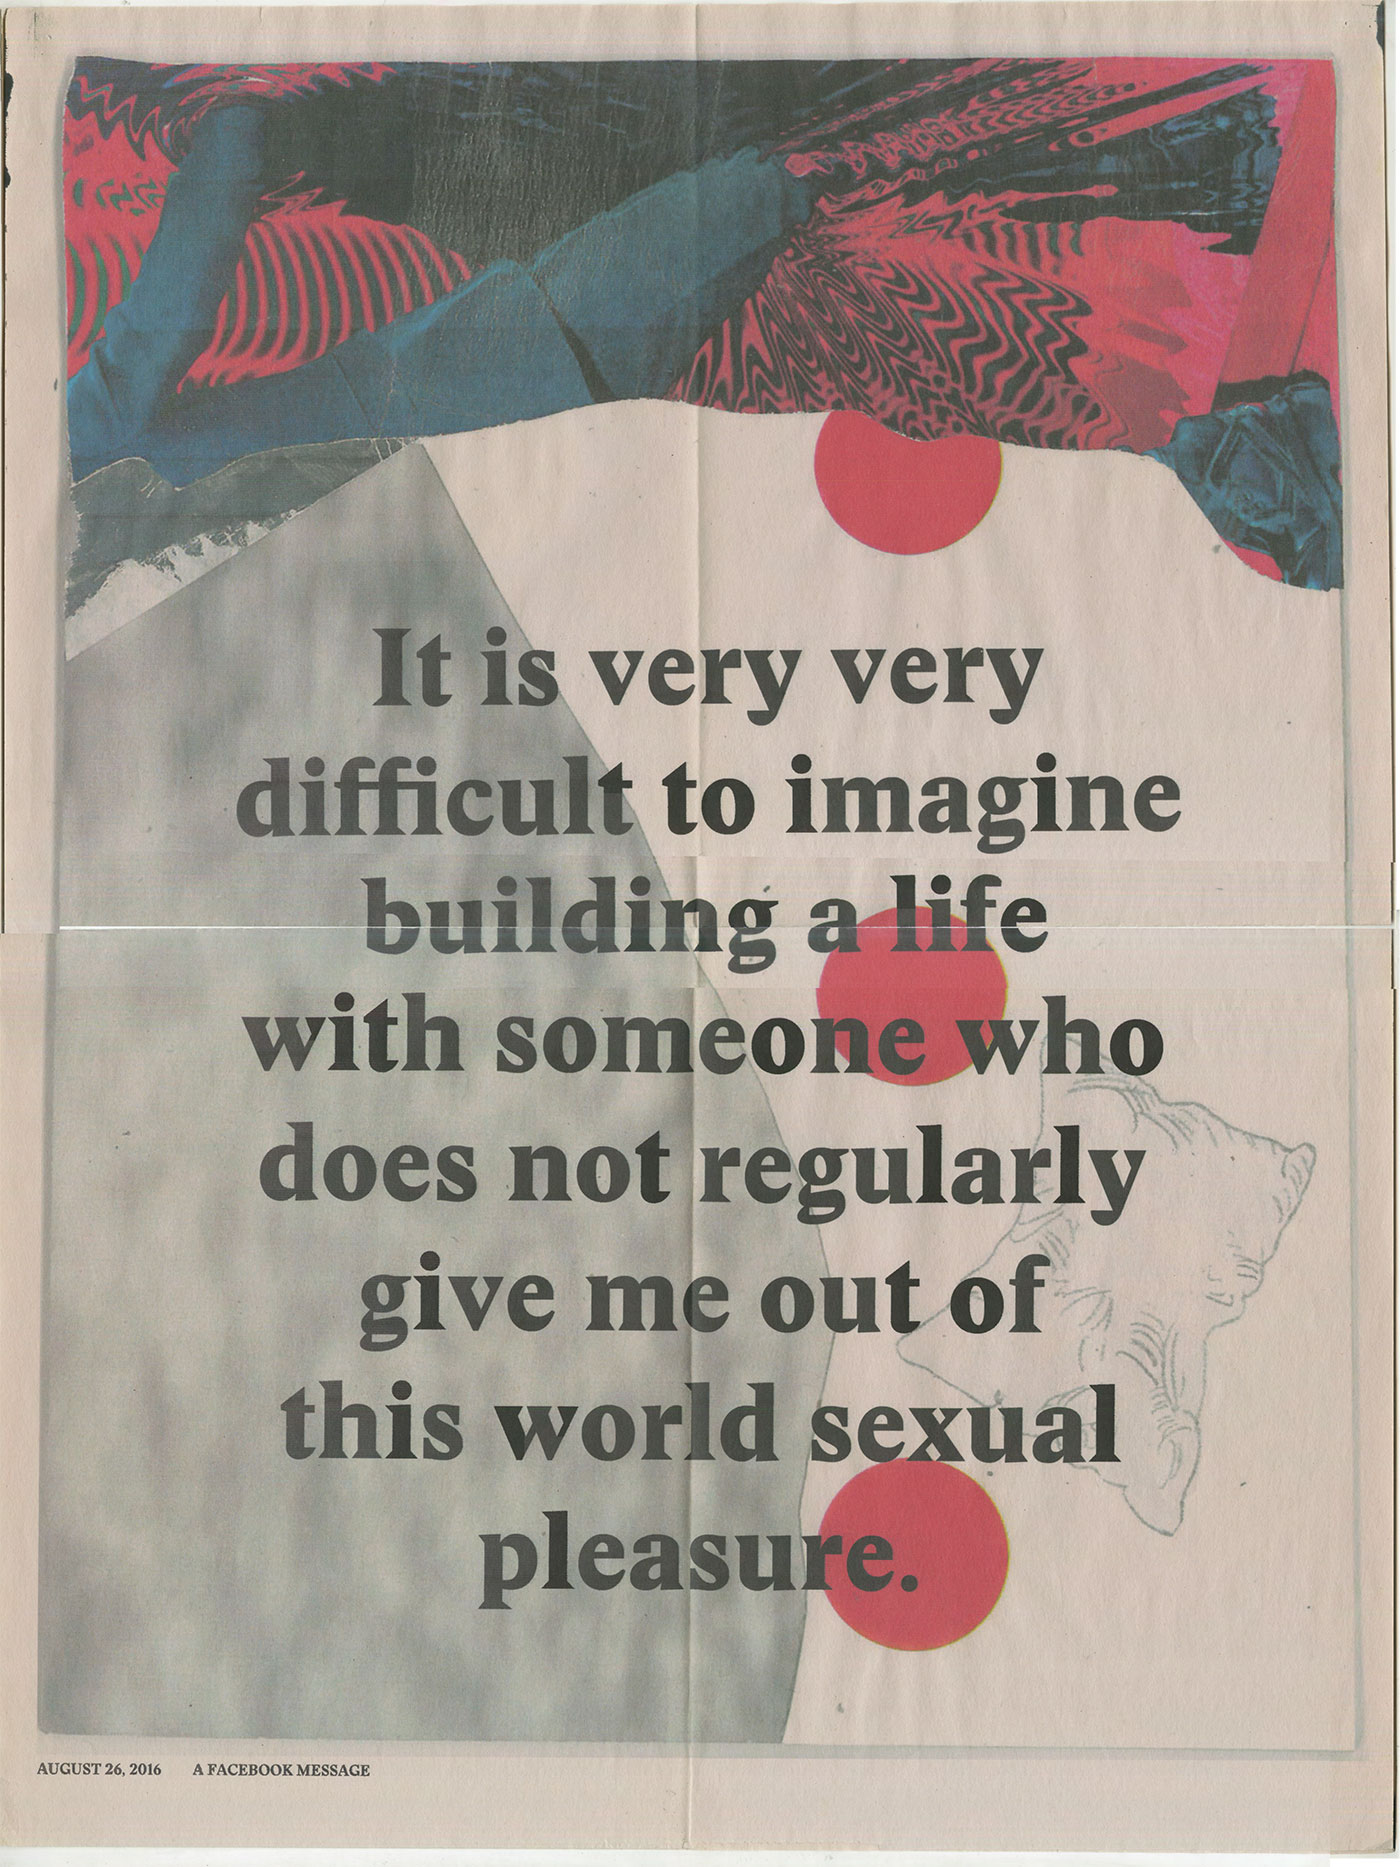 It is very very
difficult to imagine
building a life
with someone who
does not regularly
give me out of
this world sexual
pleasure.
AUGUST 26, 2016 A FACEBOOK MESSAGE